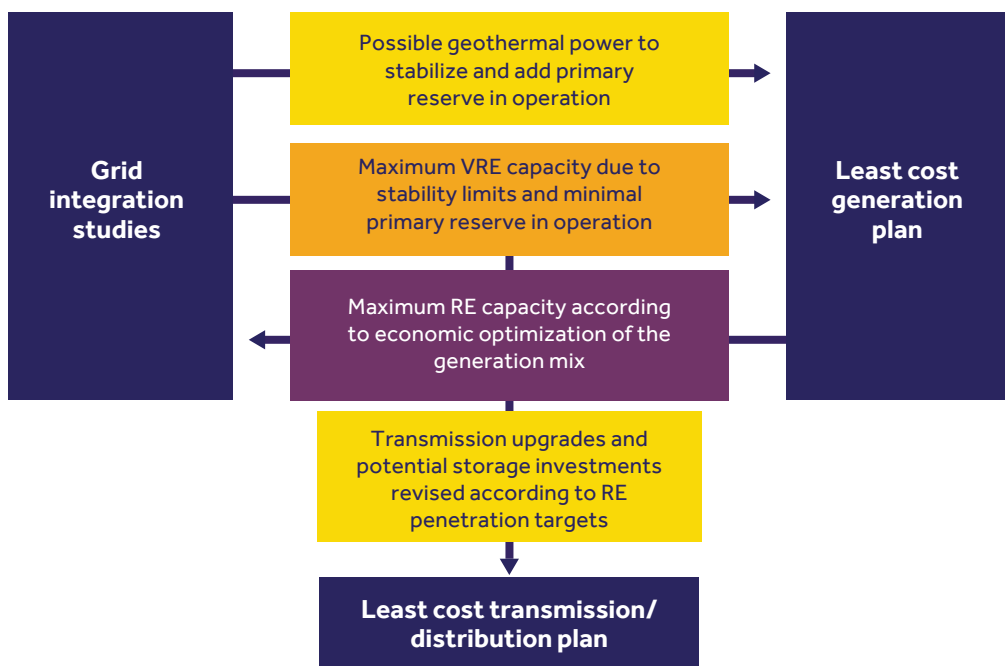 Grid
integration
studies
Possible geothermal power to
stabilize and add primary
reserve in operation
Maximum VRE capacity due to
stability limits and minimal
primary reserve in operation
Maximum RE capacity according
to economic optimization of the
generation mix
Least cost
generation
plan
Transmission upgrades and
potential storage investments
revised according to RE
penetration targets
Least cost transmission/
distribution plan